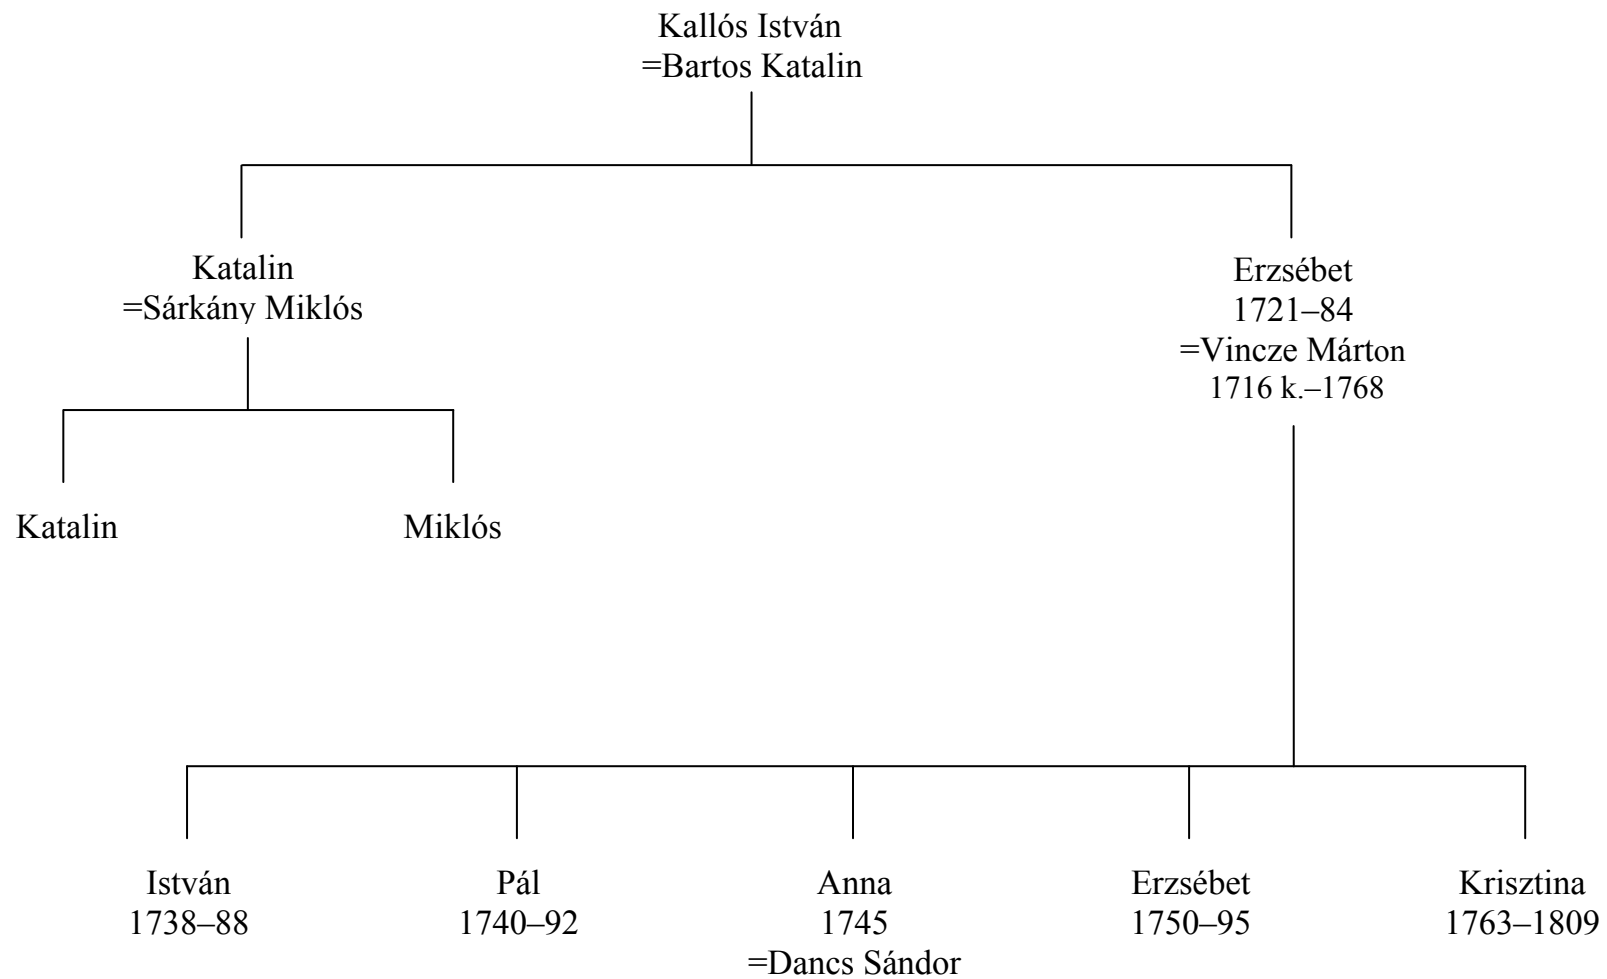 Kallós István
=Bartos Katalin
Katalin
=Sárkány Miklós
Erzsébet
1721–84
=Vincze Márton
1716 k.–1768
Katalin
Miklós
István
1738–88
Pál
1740–92
Anna
1745
=Dancs Sándor
Erzsébet
1750–95
Krisztina
1763–1809